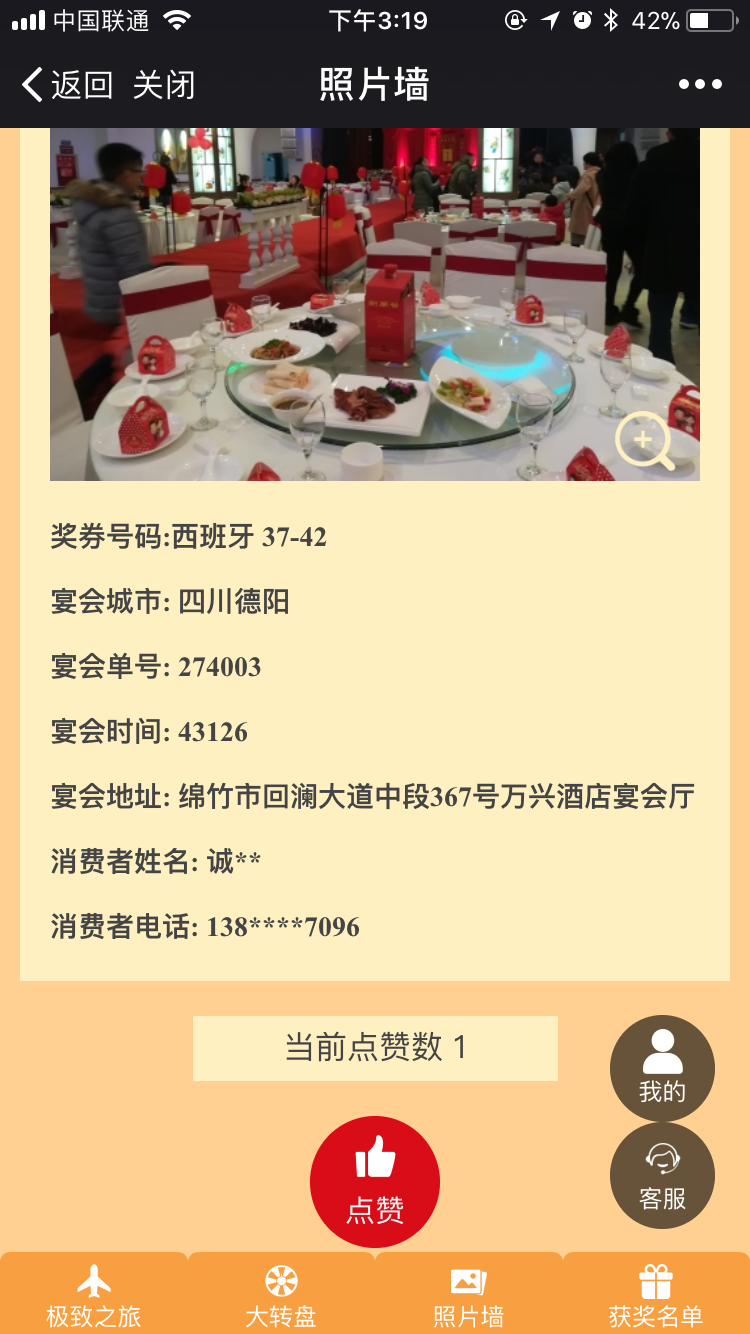 中国联通 下午3:19 42%
返回 关闭 照片墙
奖券号码:西班牙 37-42
宴会城市: 四川德阳
宴会单号: 274003
宴会时间: 43126
宴会地址: 绵竹市回澜大道中段367号万兴酒店宴会厅
消费者姓名: 诚**
消费者电话: 138****7096
当前点赞数 1
我的
点赞
客服
极致之旅 大转盘 照片墙 获奖名单